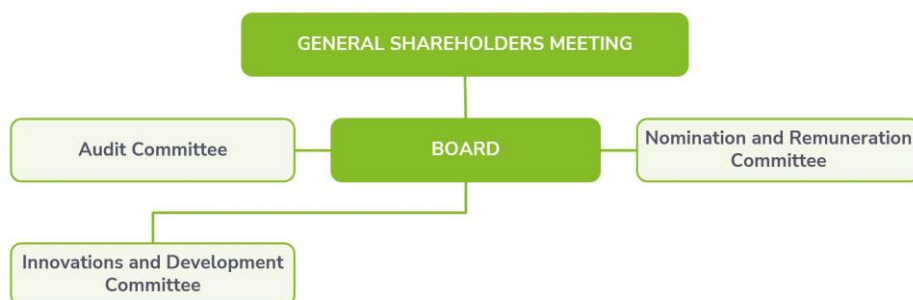 GENERAL SHAREHOLDERS MEETING
Audit Committee
BOARD
Nomination and Remuneration
Committee
Innovations and Development
Committee